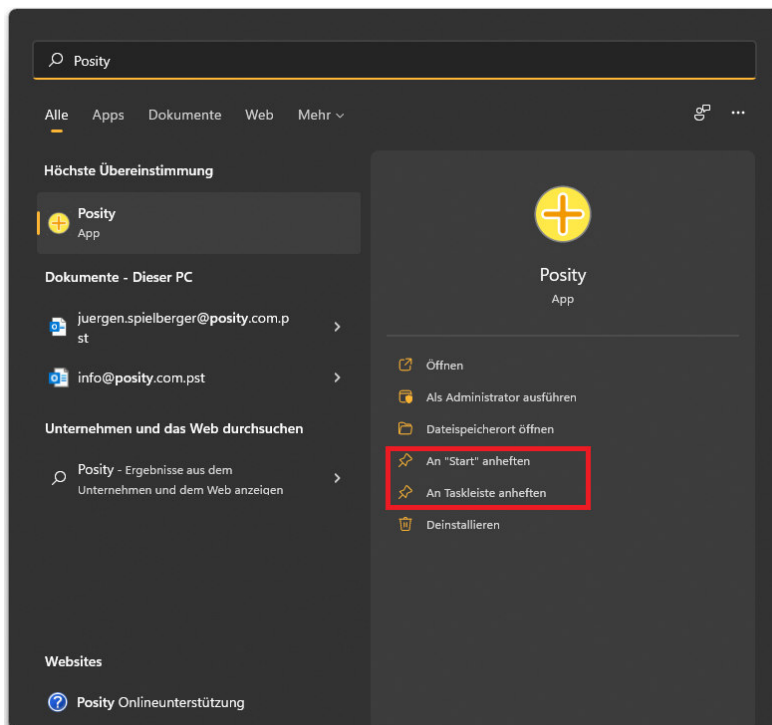 Posity
Alle Apps Dokumente Web Mehr
Höchste Übereinstimmung
Posity
App
Dokumente - Dieser PC
juergen.spielberger@posity.com.p
st
info@posity.com.pst
Unternehmen und das Web durchsuchen
Posity - Ergebnisse aus dem
Unternehmen und dem Web anzeigen
Websites
Posity Onlineunterstützung
Posity
App
Öffnen
Als Administrator ausführen
Dateispeicherort öffnen
An "Start" anheften
An Taskleiste anheften
Deinstallieren